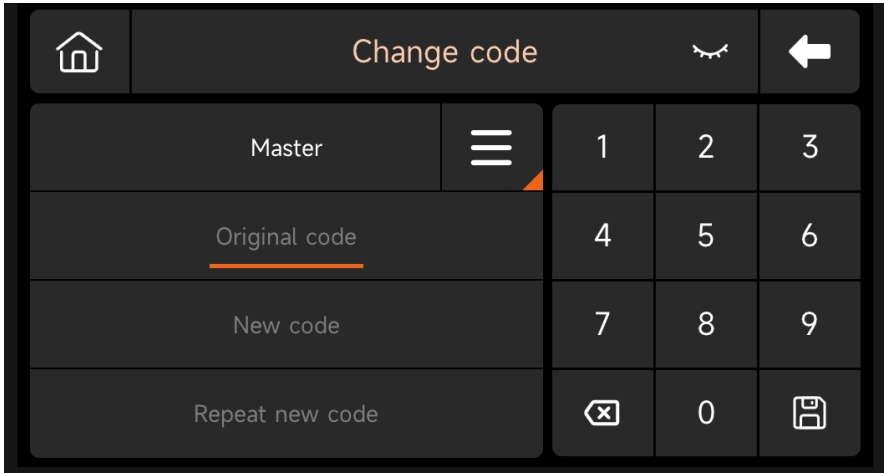 Change code
Master
1 2 3
Original code
4 5 6
New code
7 8 9
Repeat new code
0